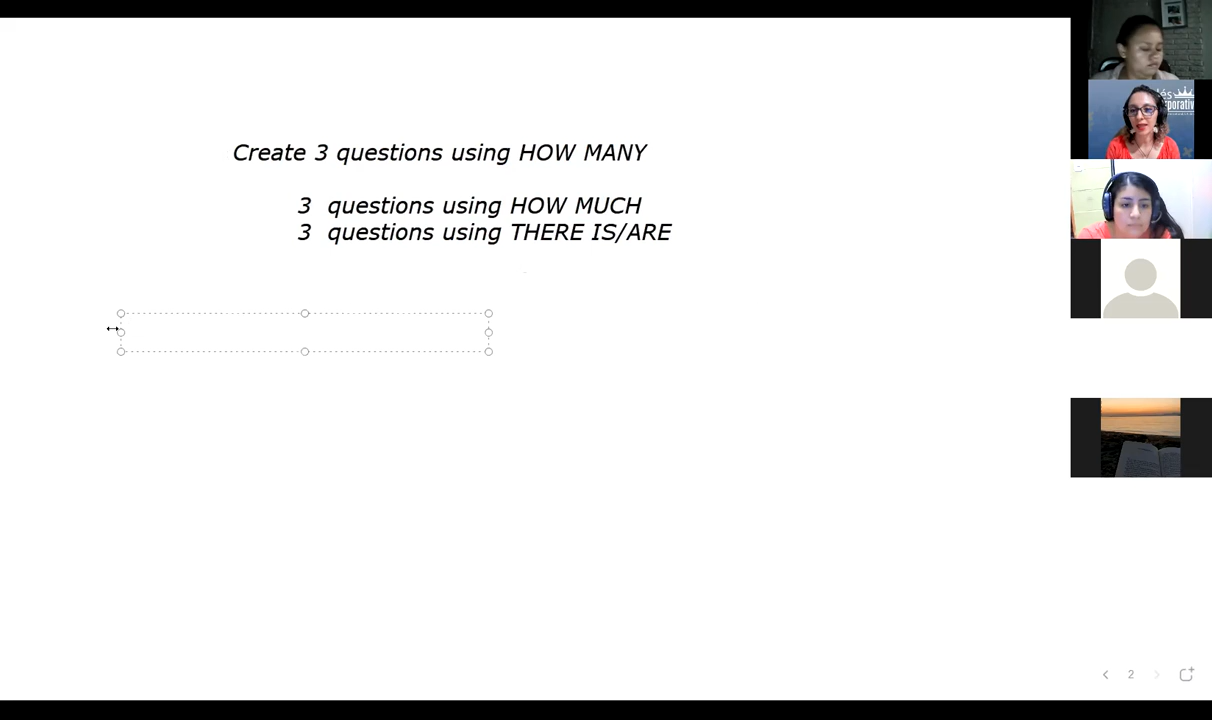 Create 3 questions using HOW MANY
3 questions using HOW MUCH
3 questions using THERE IS/ARE
2